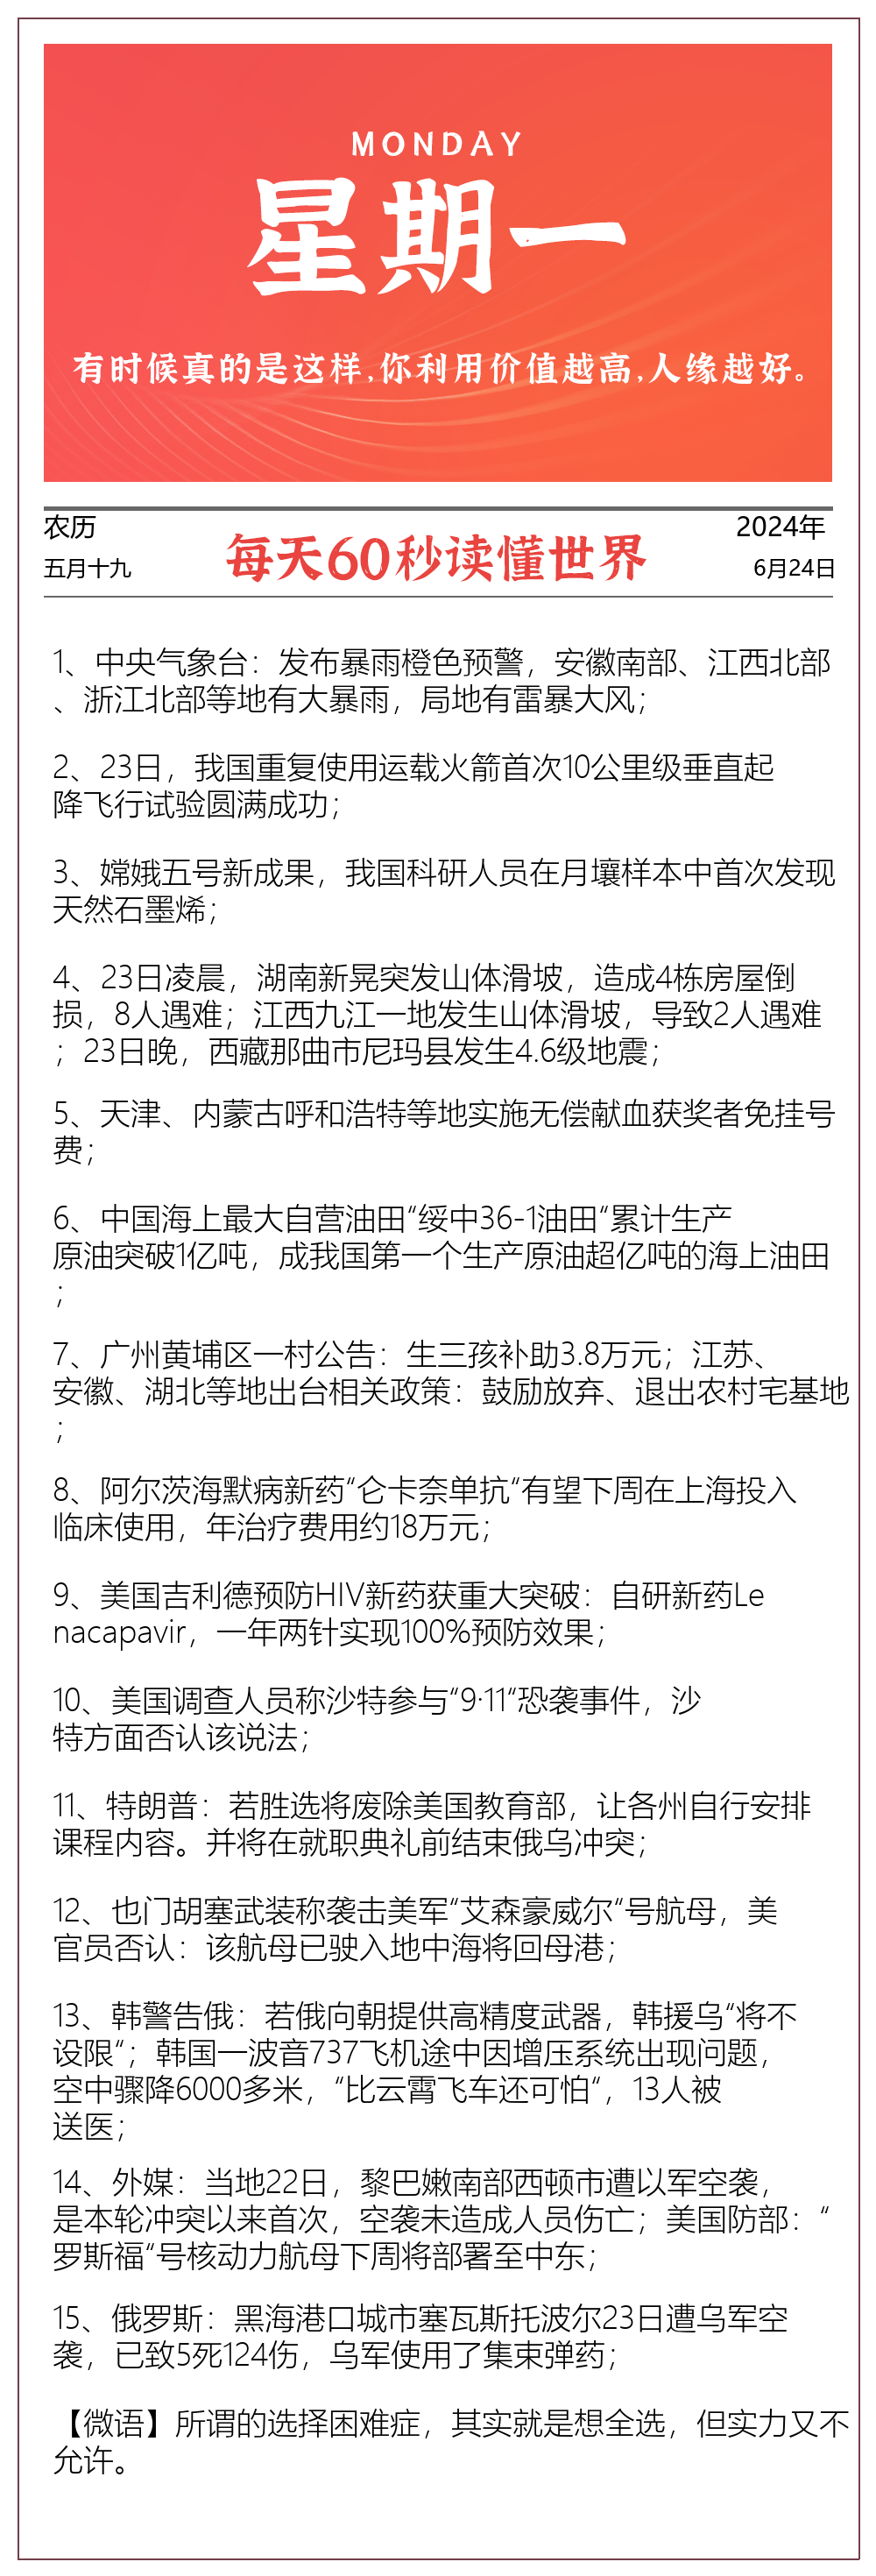 MONDAY
星期一
有时候真的是这样,你利用价值越高,人缘越好。
农历
五月十九
每天60秒读懂世界
2024年
6月24日
1、中央气象台：发布暴雨橙色预警，安徽南部、江西北部
、浙江北部等地有大暴雨，局地有雷暴大风；
2、23日，我国重复使用运载火箭首次10公里级垂直起
降飞行试验圆满成功；
3、嫦娥五号新成果，我国科研人员在月壤样本中首次发现
天然石墨烯；
4、23日凌晨，湖南新晃突发山体滑坡，造成4栋房屋倒
损，8人遇难；江西九江一地发生山体滑坡，导致2人遇难
；23日晚，西藏那曲市尼玛县发生4.6级地震；
5、天津、内蒙古呼和浩特等地实施无偿献血获奖者免挂号
费；
6、中国海上最大自营油田“绥中36-1油田“累计生产
原油突破1亿吨，成我国第一个生产原油超亿吨的海上油田
；
7、广州黄埔区一村公告：生三孩补助3.8万元；江苏、
安徽、湖北等地出台相关政策：鼓励放弃、退出农村宅基地
；
8、阿尔茨海默病新药“仑卡奈单抗“有望下周在上海投入
临床使用，年治疗费用约18万元；
9、美国吉利德预防HIV新药获重大突破：自研新药Le
nacapavir，一年两针实现100%预防效果；
10、美国调查人员称沙特参与“9·11“恐袭事件，沙
特方面否认该说法；
11、特朗普：若胜选将废除美国教育部，让各州自行安排
课程内容。并将在就职典礼前结束俄乌冲突；
12、也门胡塞武装称袭击美军“艾森豪威尔“号航母，美
官员否认：该航母已驶入地中海将回母港；
13、韩警告俄：若俄向朝提供高精度武器，韩援乌“将不
设限“；韩国一波音737飞机途中因增压系统出现问题，
空中骤降6000多米，“比云霄飞车还可怕“，13人被
送医；
14、外媒：当地22日，黎巴嫩南部西顿市遭以军空袭，
是本轮冲突以来首次，空袭未造成人员伤亡；美国防部：“
罗斯福“号核动力航母下周将部署至中东；
15、俄罗斯：黑海港口城市塞瓦斯托波尔23日遭乌军空
袭，已致5死124伤，乌军使用了集束弹药；
【微语】所谓的选择困难症，其实就是想全选，但实力又不
允许。